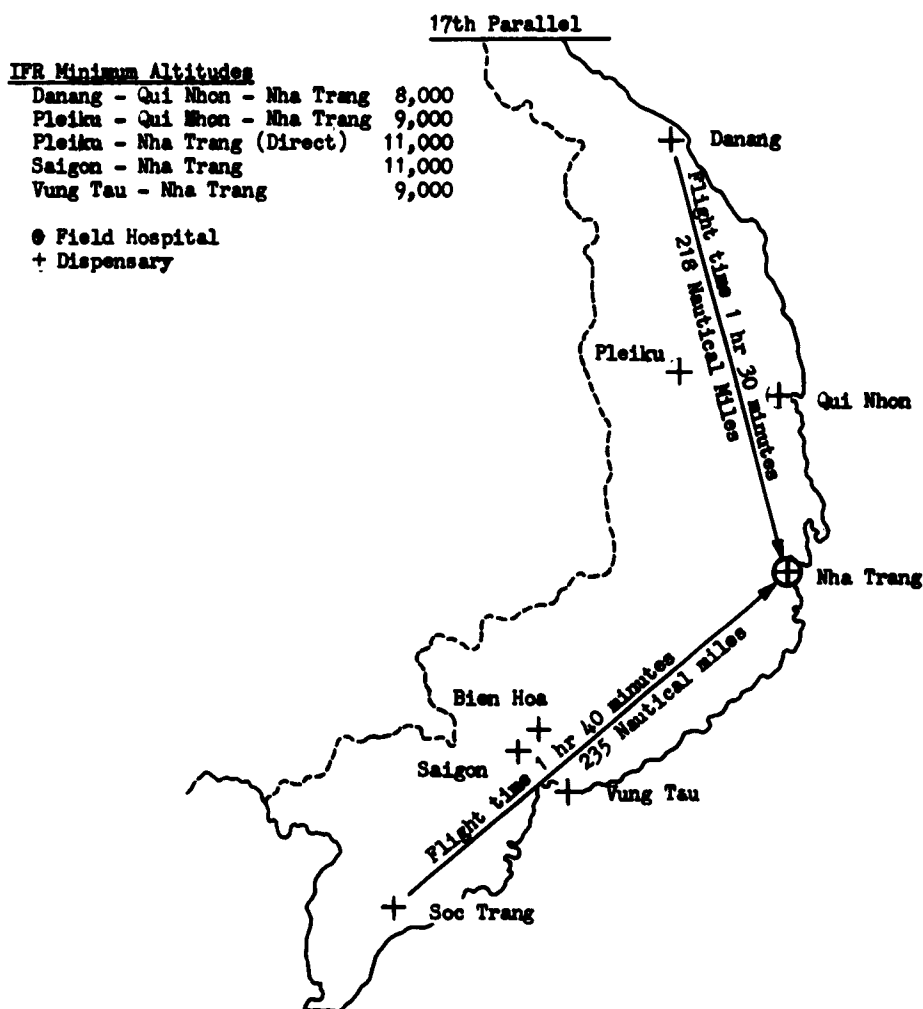 17th Parallel
IFR Minimum Altitudes
Danang - Qui Nhon - Nha Trang 8,000
Pleiku - Qui Nhon - Nha Trang 9,000
Pleiku - Nha Trang (Direct) 11,000
Saigon - Nha Trang 11,000
Vung Tau - Nha Trang 9,000
Field Hospital
+ Dispensary
Danang
Flight time 1 hr 30 minutes
218 Nautical Miles
Pleiku
Qui Nhon
Nha Trang
Flight time 1 hr 40 minutes
235 Nautical miles
Bien Hoa
Saigon
Vung Tau
Soc Trang